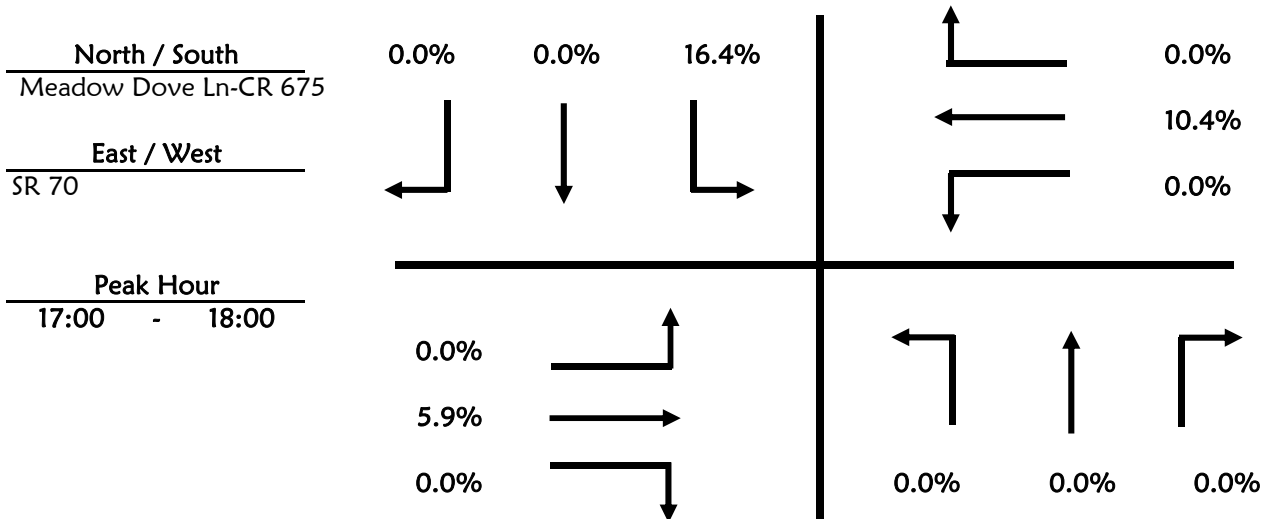 North / South
Meadow Dove Ln-CR 675
East / West
SR 70
Peak Hour
17:00 - 18:00
0.0% 0.0% 16.4%
0.0%
10.4%
0.0%
0.0%
5.9%
0.0%
0.0% 0.0% 0.0%